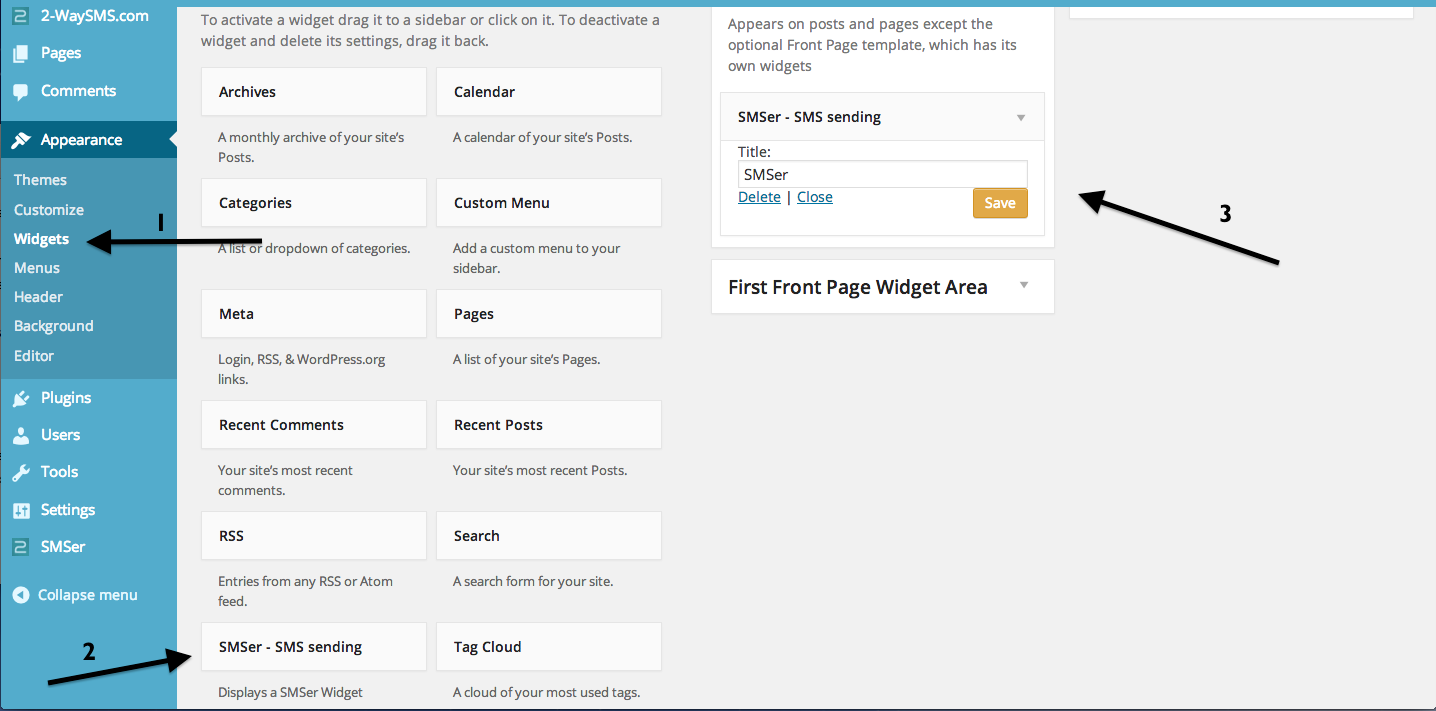 2-WaySMS.com
Pages
Comments
Appearance
Themes
Customize
Widgets
Menus
Header
Background
Editor
Plugins
Users
Tools
Settings
SMSer
Collapse menu
1
2
To activate a widget drag it to a sidebar or click on it. To deactivate a
widget and delete its settings, drag it back.
Archives
A monthly archive of your site's
Posts.
Calendar
A calendar of your site's Posts.
Categories
A list or dropdown of categories.
Custom Menu
Add a custom menu to your
sidebar.
Meta
Login, RSS, & WordPress.org
links.
Pages
A list of your site's Pages.
Recent Comments
Your site's most recent
comments.
Recent Posts
Your site's most recent Posts.
RSS
Entries from any RSS or Atom
feed.
Search
A search form for your site.
SMSer - SMS sending
Displays a SMSer Widget
Tag Cloud
A cloud of your most used tags.
Appears on posts and pages except the
optional Front Page template, which has its
own widgets
SMSer - SMS sending
Title:
SMSer
Delete | Close
Save
First Front Page Widget Area
3